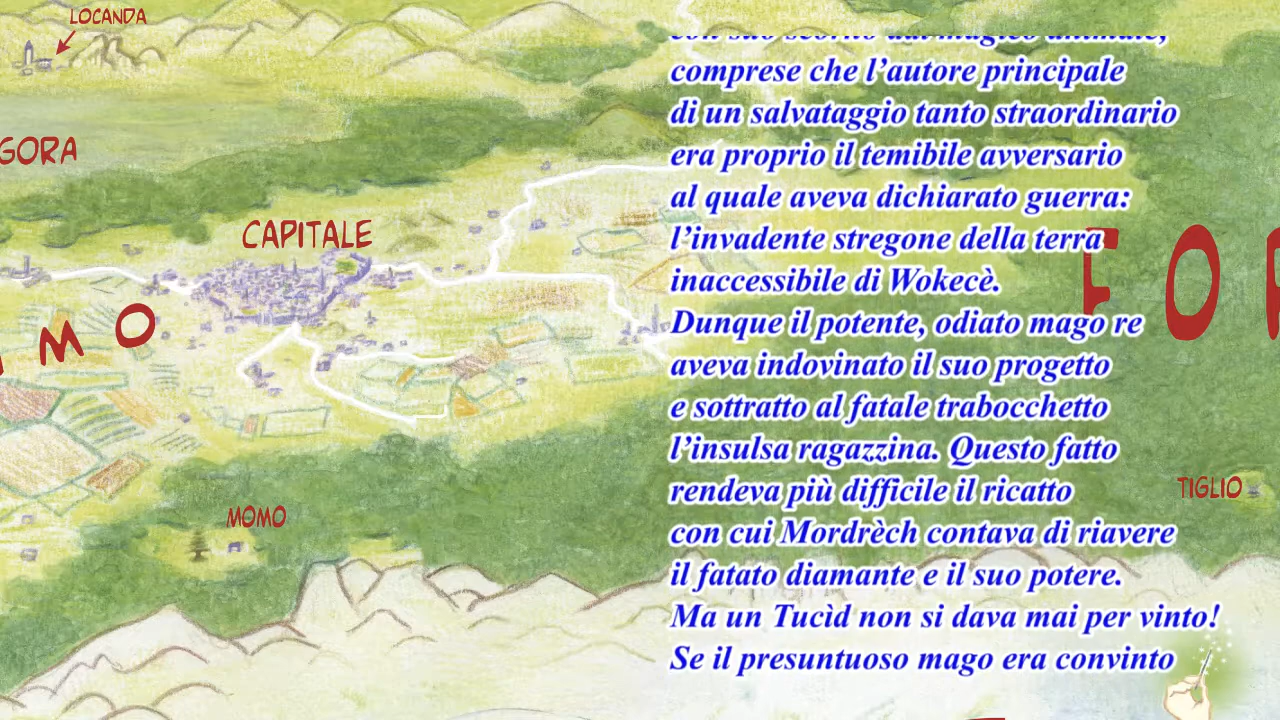 LOCANDA
GORA
CAPITALE
MO
MOMO
TIGLIO
FO
comprese che l’autore principale
di un salvataggio tanto straordinario
era proprio il temibile avversario
al quale aveva dichiarato guerra:
l’invadente stregone della terra
inaccessibile di Wokecè.
Dunque il potente, odiato mago re
aveva indovinato il suo progetto
e sottratto al fatale trabocchetto
l’insulsa ragazzina. Questo fatto
rendeva più difficile il ricatto
con cui Mordrèch contava di riavere
il fatato diamante e il suo potere.
Ma un Tucìd non si dava mai per vinto!
Se il presuntuoso mago era convinto